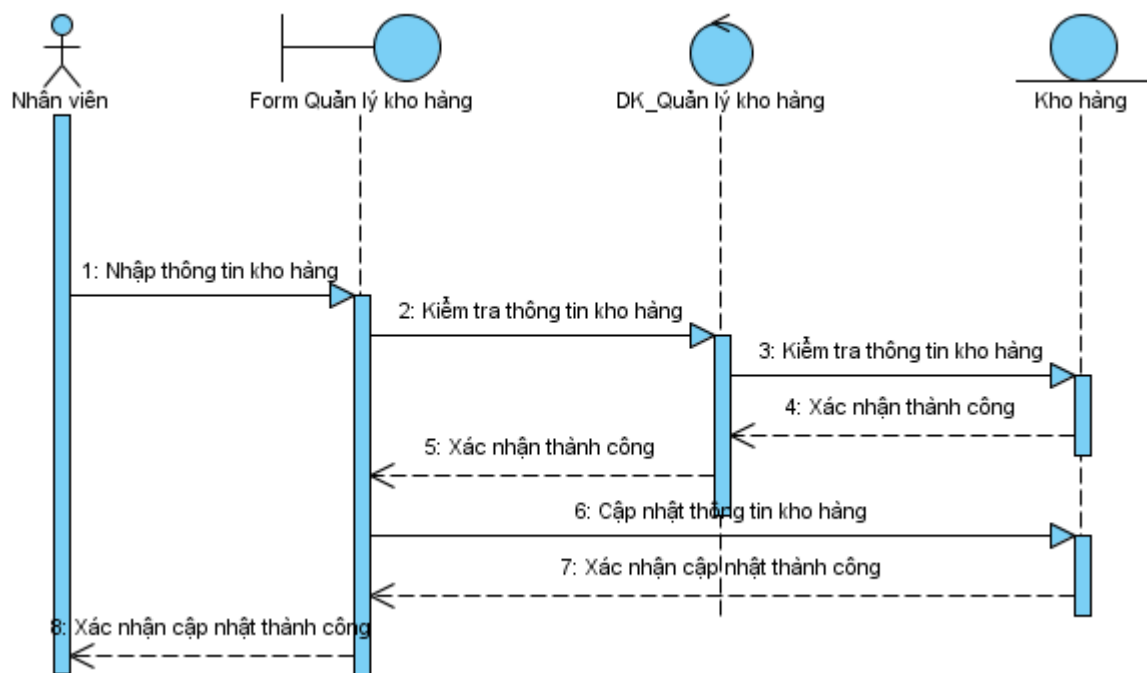 Nhân viên
Form Quản lý kho hàng
DK_Quản lý kho hàng
Kho hàng
1: Nhập thông tin kho hàng
2: Kiểm tra thông tin kho hàng
3: Kiểm tra thông tin kho hàng
4: Xác nhận thành công
5: Xác nhận thành công
6: Cập nhật thông tin kho hàng
7: Xác nhận cập nhật thành công
8: Xác nhận cập nhật thành công